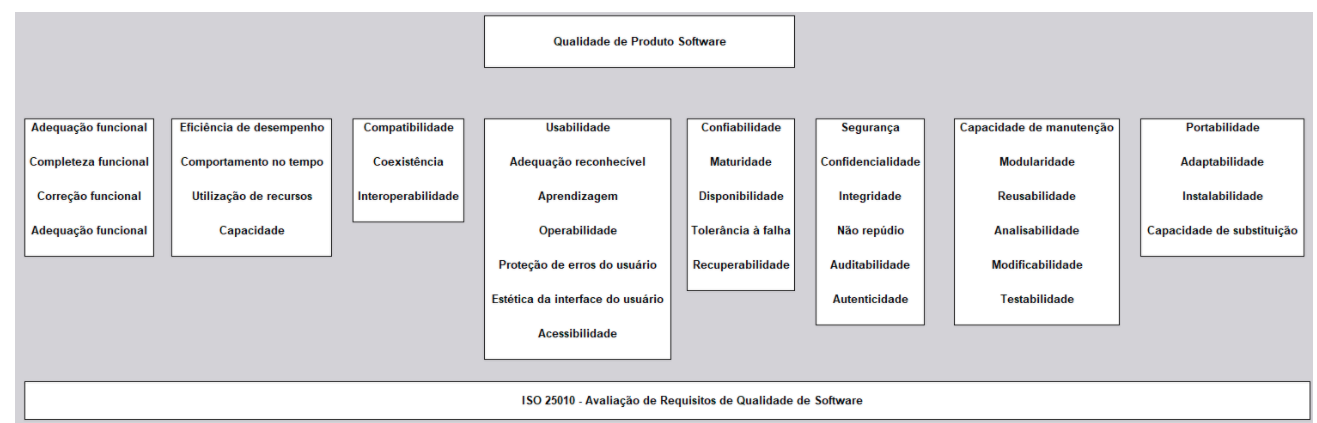 Qualidade de Produto Software
Adequação funcional
Completeza funcional
Correção funcional
Adequação funcional
Eficiência de desempenho
Comportamento no tempo
Utilização de recursos
Capacidade
Compatibilidade
Coexistência
Interoperabilidade
Usabilidade
Adequação reconhecível
Aprendizagem
Operabilidade
Proteção de erros do usuário
Estética da interface do usuário
Acessibilidade
Confiabilidade
Maturidade
Disponibilidade
Tolerância à falha
Recuperabilidade
Segurança
Confidencialidade
Integridade
Não repúdio
Auditabilidade
Autenticidade
Capacidade de manutenção
Modularidade
Reusabilidade
Analisabilidade
Modificabilidade
Testabilidade
Portabilidade
Adaptabilidade
Instalabilidade
Capacidade de substituição
ISO 25010 - Avaliação de Requisitos de Qualidade de Software